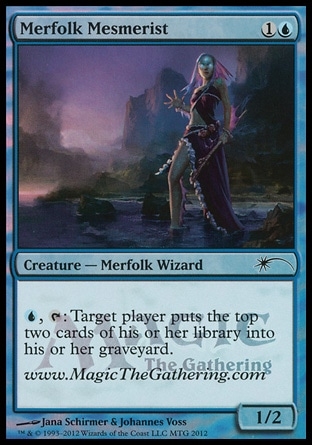 Merfolk Mesmerist 1
Creature — Merfolk Wizard
: Target player puts the top
two cards of his or her library into
his or her graveyard.
MAGIC
The Gathering
www.MagicTheGathering.com
Jana Schirmer & Johannes Voss
™ & © 1993-2012 Wizards of the Coast LLC MTG 2012
1/2